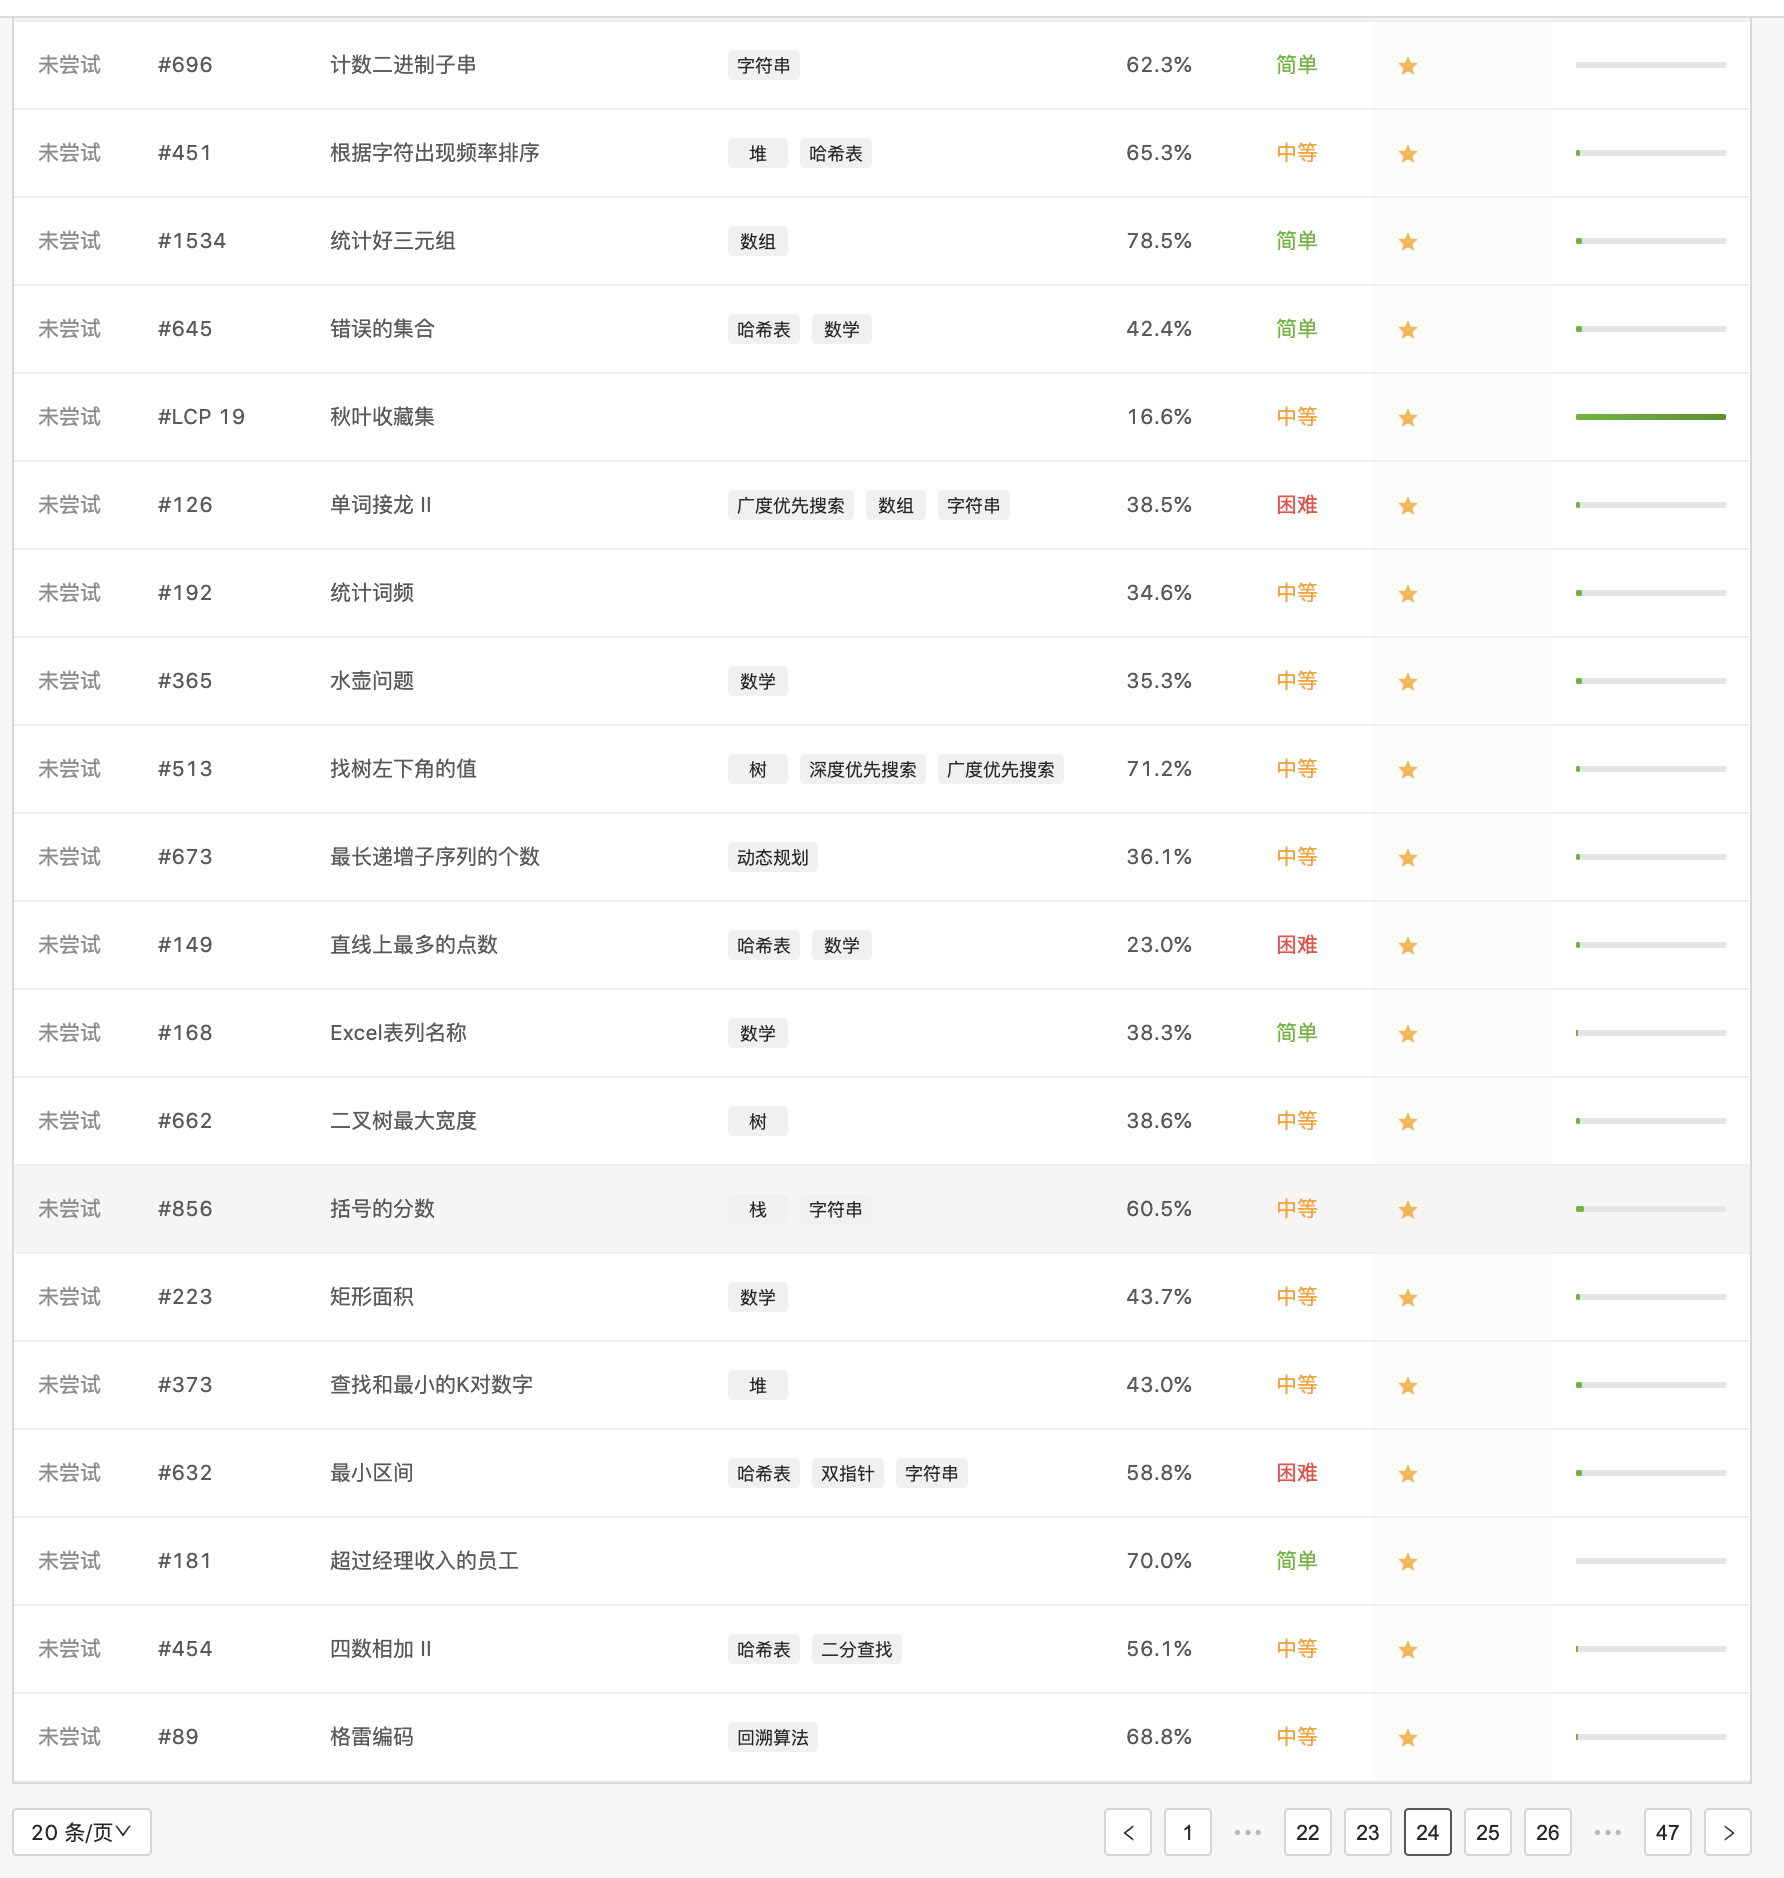 未尝试 #696 计数二进制子串 字符串 62.3% 简单
未尝试 #451 根据字符出现频率排序 堆 哈希表 65.3% 中等
未尝试 #1534 统计好三元组 数组 78.5% 简单
未尝试 #645 错误的集合 哈希表 数学 42.4% 简单
未尝试 #LCP 19 秋叶收藏集 16.6% 中等
未尝试 #126 单词接龙 II 广度优先搜索 数组 字符串 38.5% 困难
未尝试 #192 统计词频 34.6% 中等
未尝试 #365 水壶问题 数学 35.3% 中等
未尝试 #513 找树左下角的值 树 深度优先搜索 广度优先搜索 71.2% 中等
未尝试 #673 最长递增子序列的个数 动态规划 36.1% 中等
未尝试 #149 直线上最多的点数 哈希表 数学 23.0% 困难
未尝试 #168 Excel表列名称 数学 38.3% 简单
未尝试 #662 二叉树最大宽度 树 38.6% 中等
未尝试 #856 括号的分数 栈 字符串 60.5% 中等
未尝试 #223 矩形面积 数学 43.7% 中等
未尝试 #373 查找和最小的K对数字 堆 43.0% 中等
未尝试 #632 最小区间 哈希表 双指针 字符串 58.8% 困难
未尝试 #181 超过经理收入的员工 70.0% 简单
未尝试 #454 四数相加 II 哈希表 二分查找 56.1% 中等
未尝试 #89 格雷编码 回溯算法 68.8% 中等
20 条/页 < 1 ••• 22 23 24 25 26 ••• 47 >